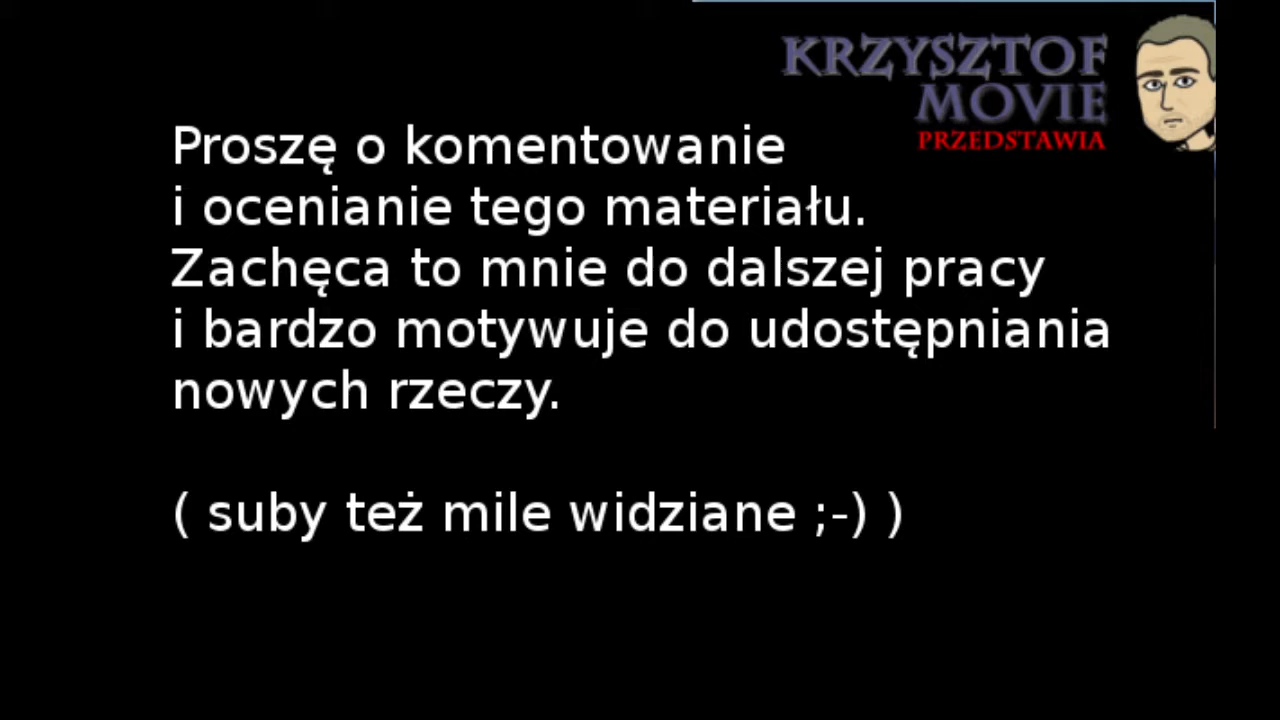 KRZYSZTOF
MOVIE
PRZEDSTAWIA
Proszę o komentowanie
i ocenianie tego materiału.
Zachęca to mnie do dalszej pracy
i bardzo motywuje do udostępniania
nowych rzeczy.
( suby też mile widziane ;-) )